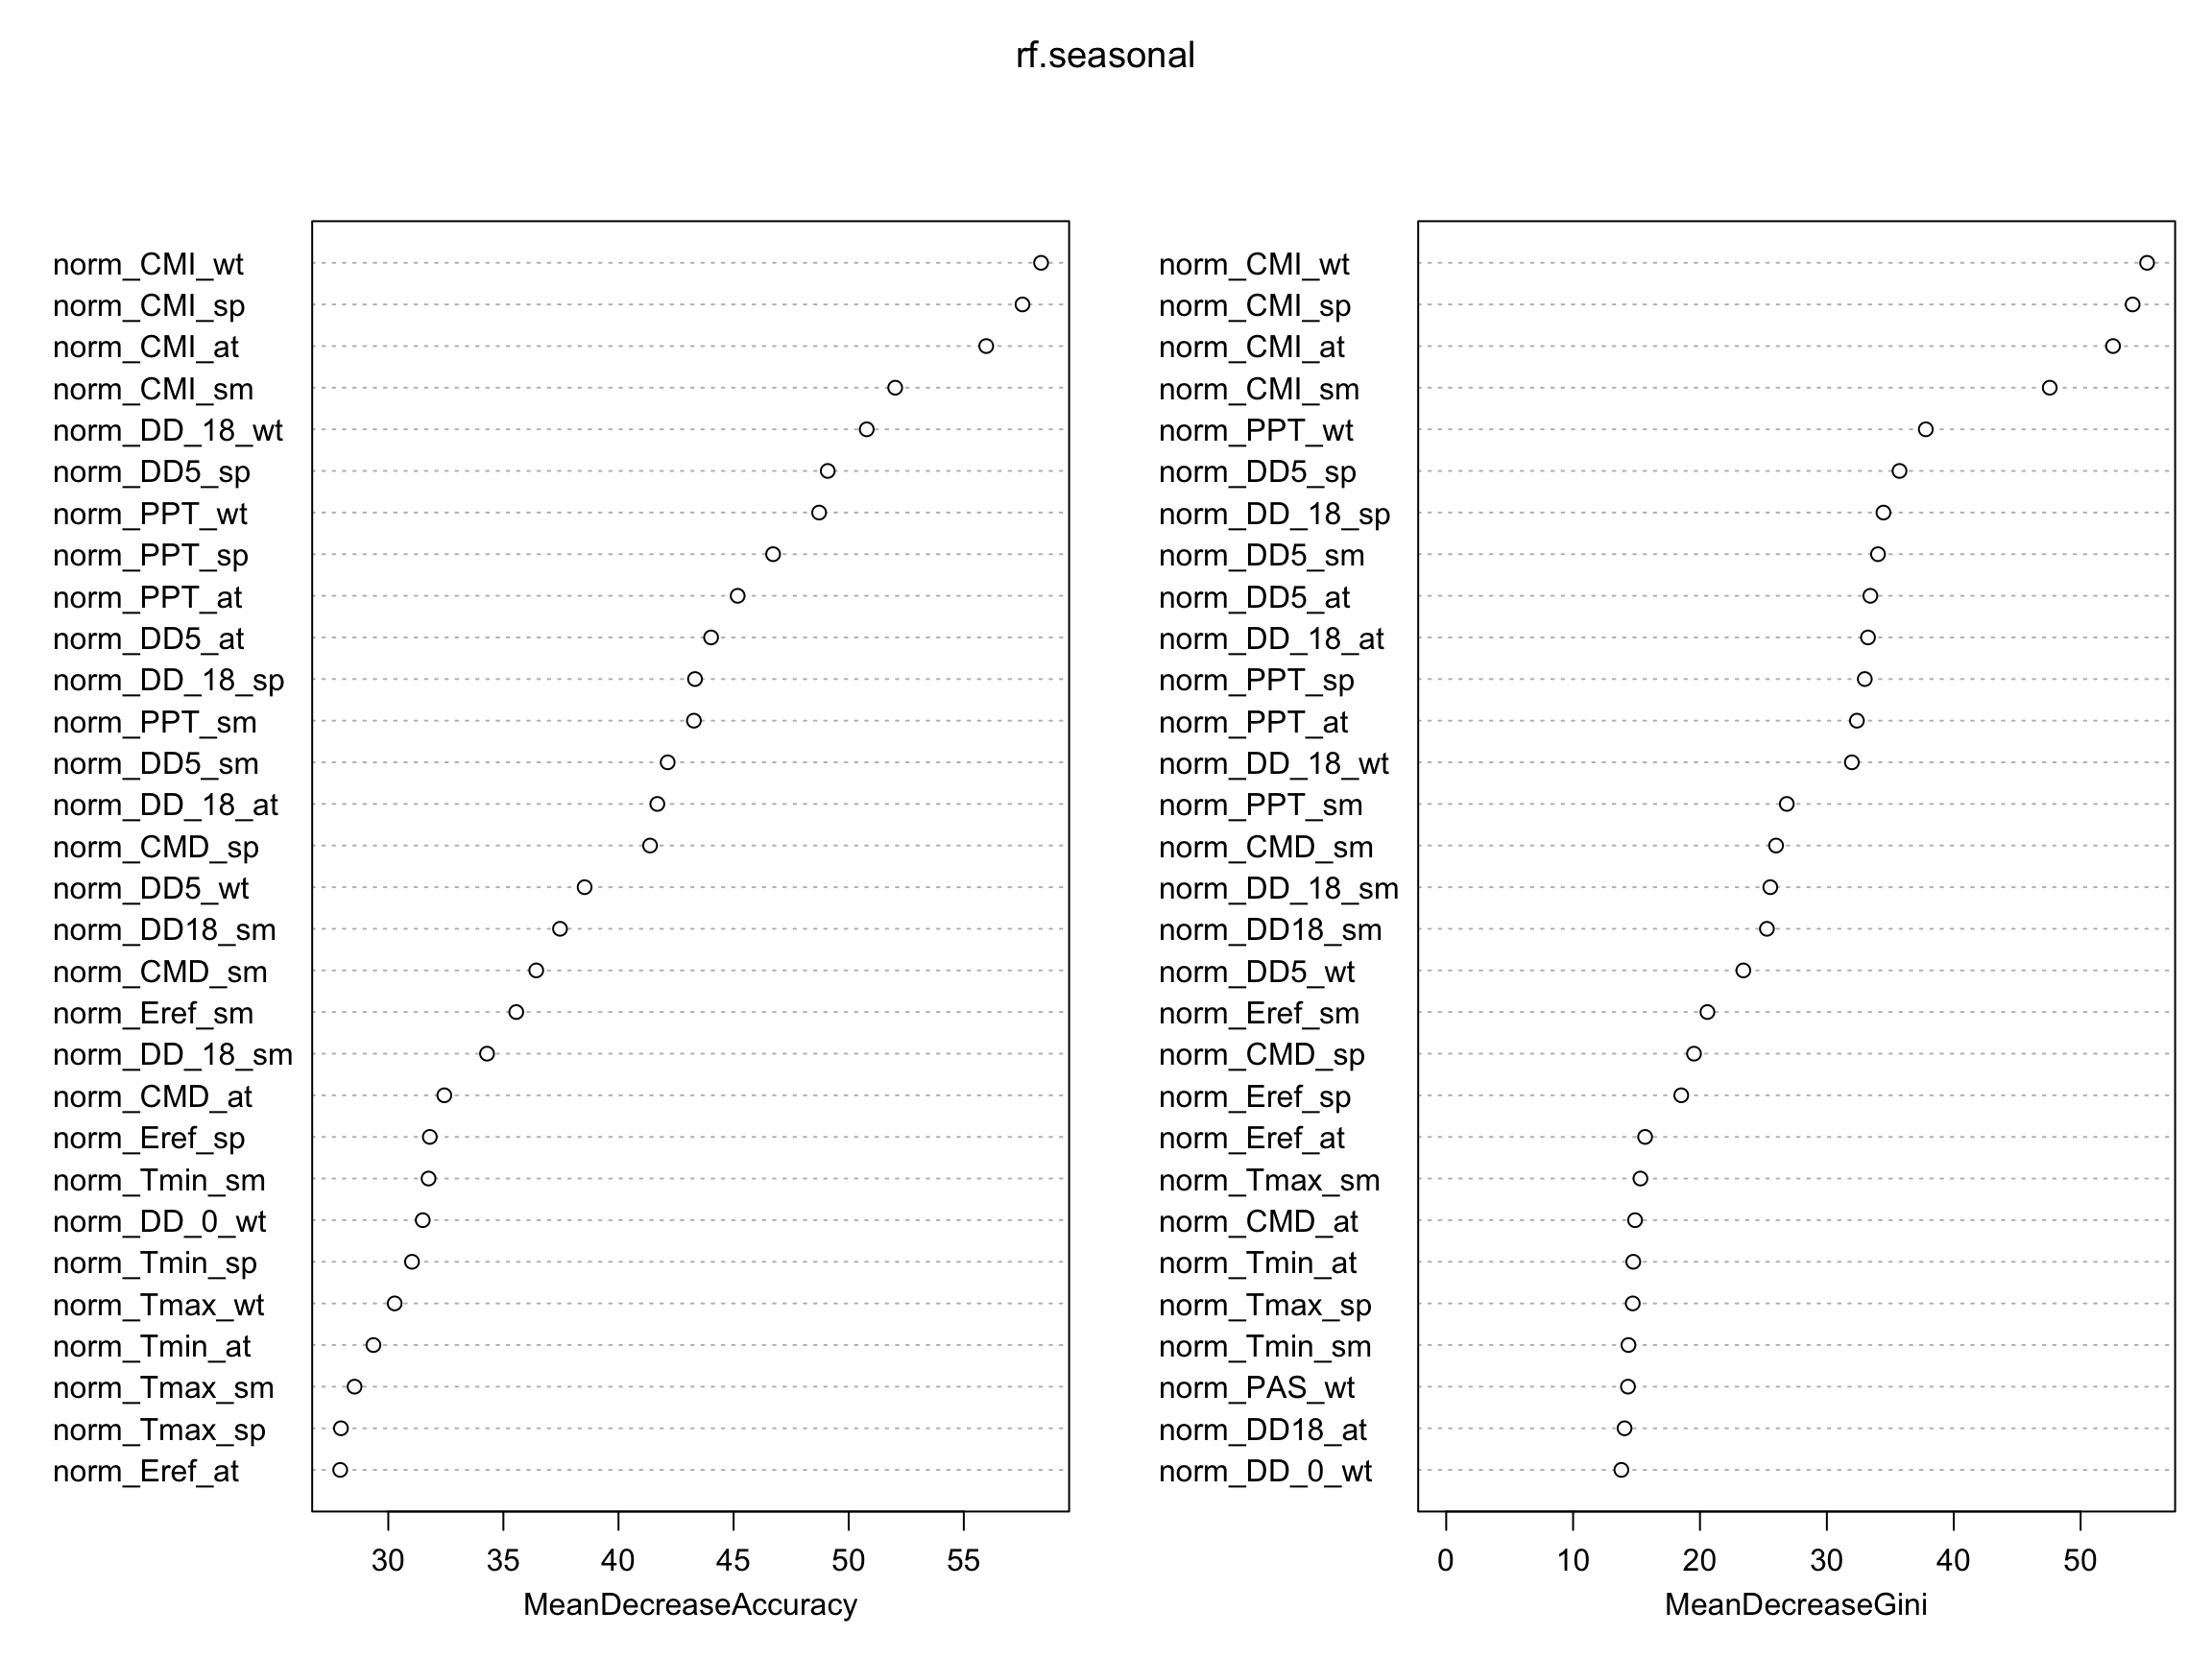 rf.seasonal
norm_CMI_wt
norm_CMI_sp
norm_CMI_at
norm_CMI_sm
norm_DD_18_wt
norm_DD5_sp
norm_PPT_wt
norm_PPT_sp
norm_PPT_at
norm_DD5_at
norm_DD_18_sp
norm_PPT_sm
norm_DD5_sm
norm_DD_18_at
norm_CMD_sp
norm_DD5_wt
norm_DD18_sm
norm_CMD_sm
norm_Eref_sm
norm_DD_18_sm
norm_CMD_at
norm_Eref_sp
norm_Tmin_sm
norm_DD_0_wt
norm_Tmin_sp
norm_Tmax_wt
norm_Tmin_at
norm_Tmax_sm
norm_Tmax_sp
norm_Eref_at
30 35 40 45 50 55
MeanDecreaseAccuracy
norm_CMI_wt
norm_CMI_sp
norm_CMI_at
norm_CMI_sm
norm_PPT_wt
norm_DD5_sp
norm_DD_18_sp
norm_DD5_sm
norm_DD5_at
norm_DD_18_at
norm_PPT_sp
norm_PPT_at
norm_DD_18_wt
norm_PPT_sm
norm_CMD_sm
norm_DD_18_sm
norm_DD18_sm
norm_DD5_wt
norm_Eref_sm
norm_CMD_sp
norm_Eref_sp
norm_Eref_at
norm_Tmax_sm
norm_CMD_at
norm_Tmin_at
norm_Tmax_sp
norm_Tmin_sm
norm_PAS_wt
norm_DD18_at
norm_DD_0_wt
0 10 20 30 40 50
MeanDecreaseGini